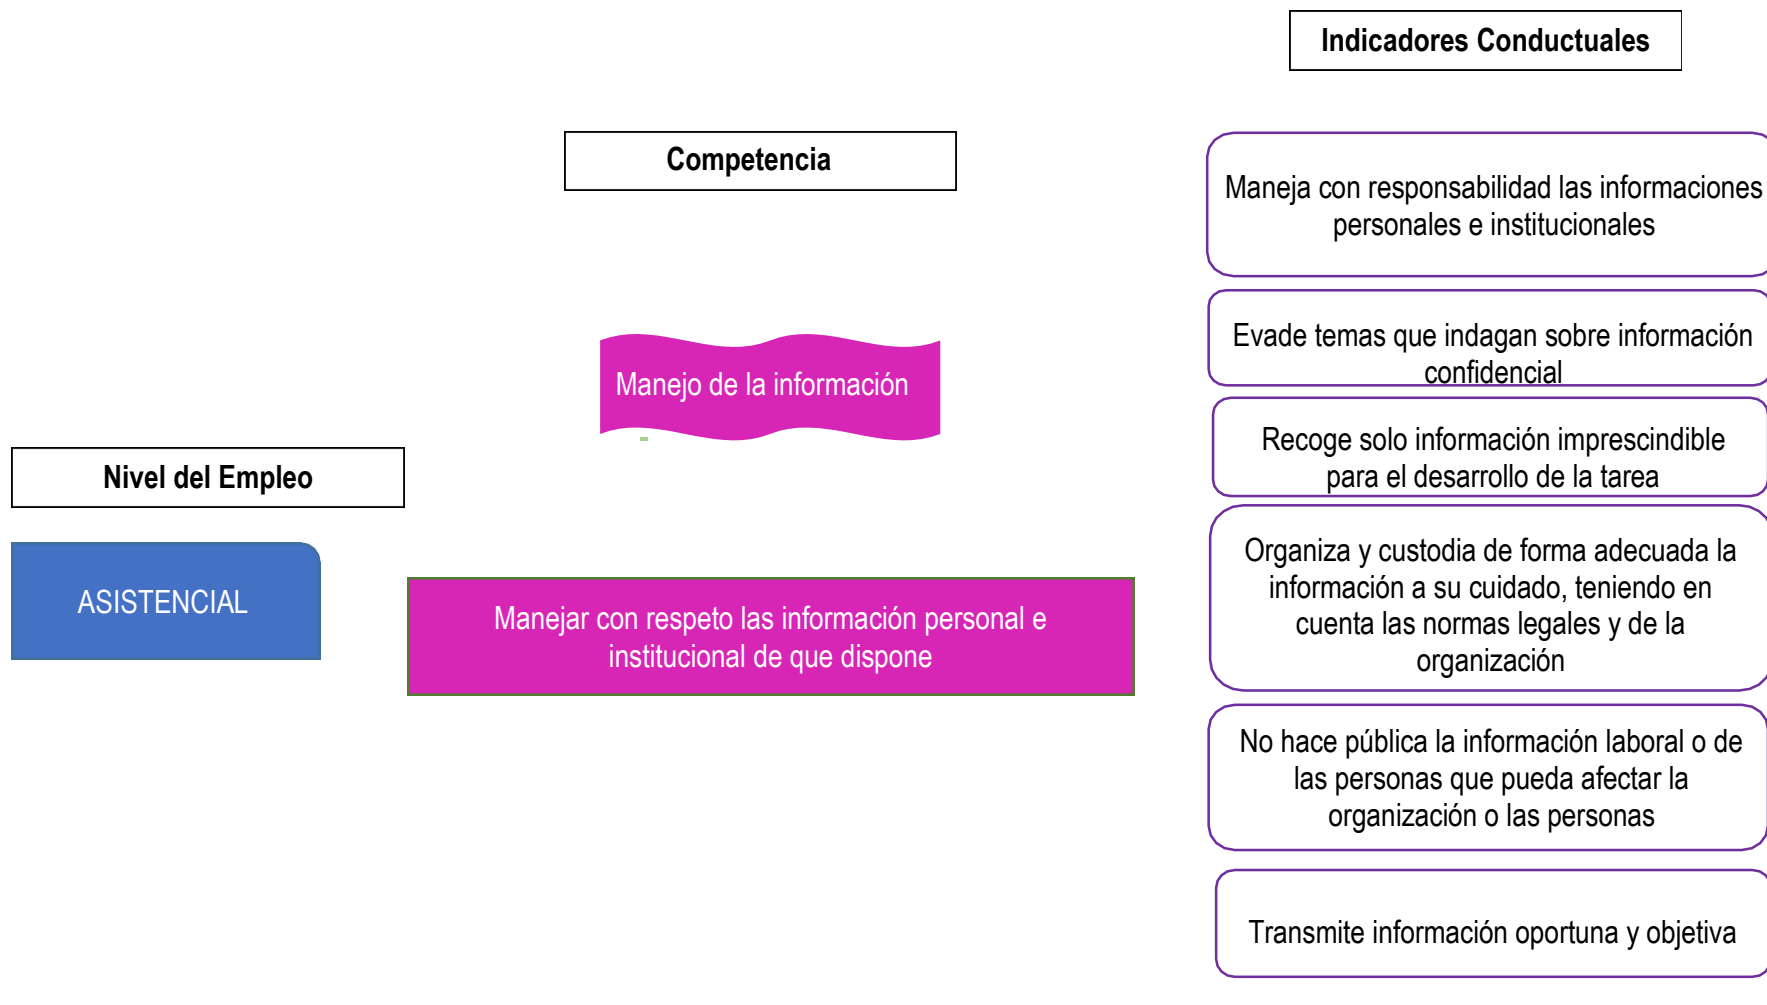 Indicadores Conductuales
Competencia
Maneja con responsabilidad las informaciones
personales e institucionales
Evade temas que indagan sobre información
confidencial
Manejo de la información
Recoge solo información imprescindible
para el desarrollo de la tarea
Nivel del Empleo
ASISTENCIAL
Manejar con respeto las información personal e
institucional de que dispone
Organiza y custodia de forma adecuada la
información a su cuidado, teniendo en
cuenta las normas legales y de la
organización
No hace pública la información laboral o de
las personas que pueda afectar la
organización o las personas
Transmite información oportuna y objetiva